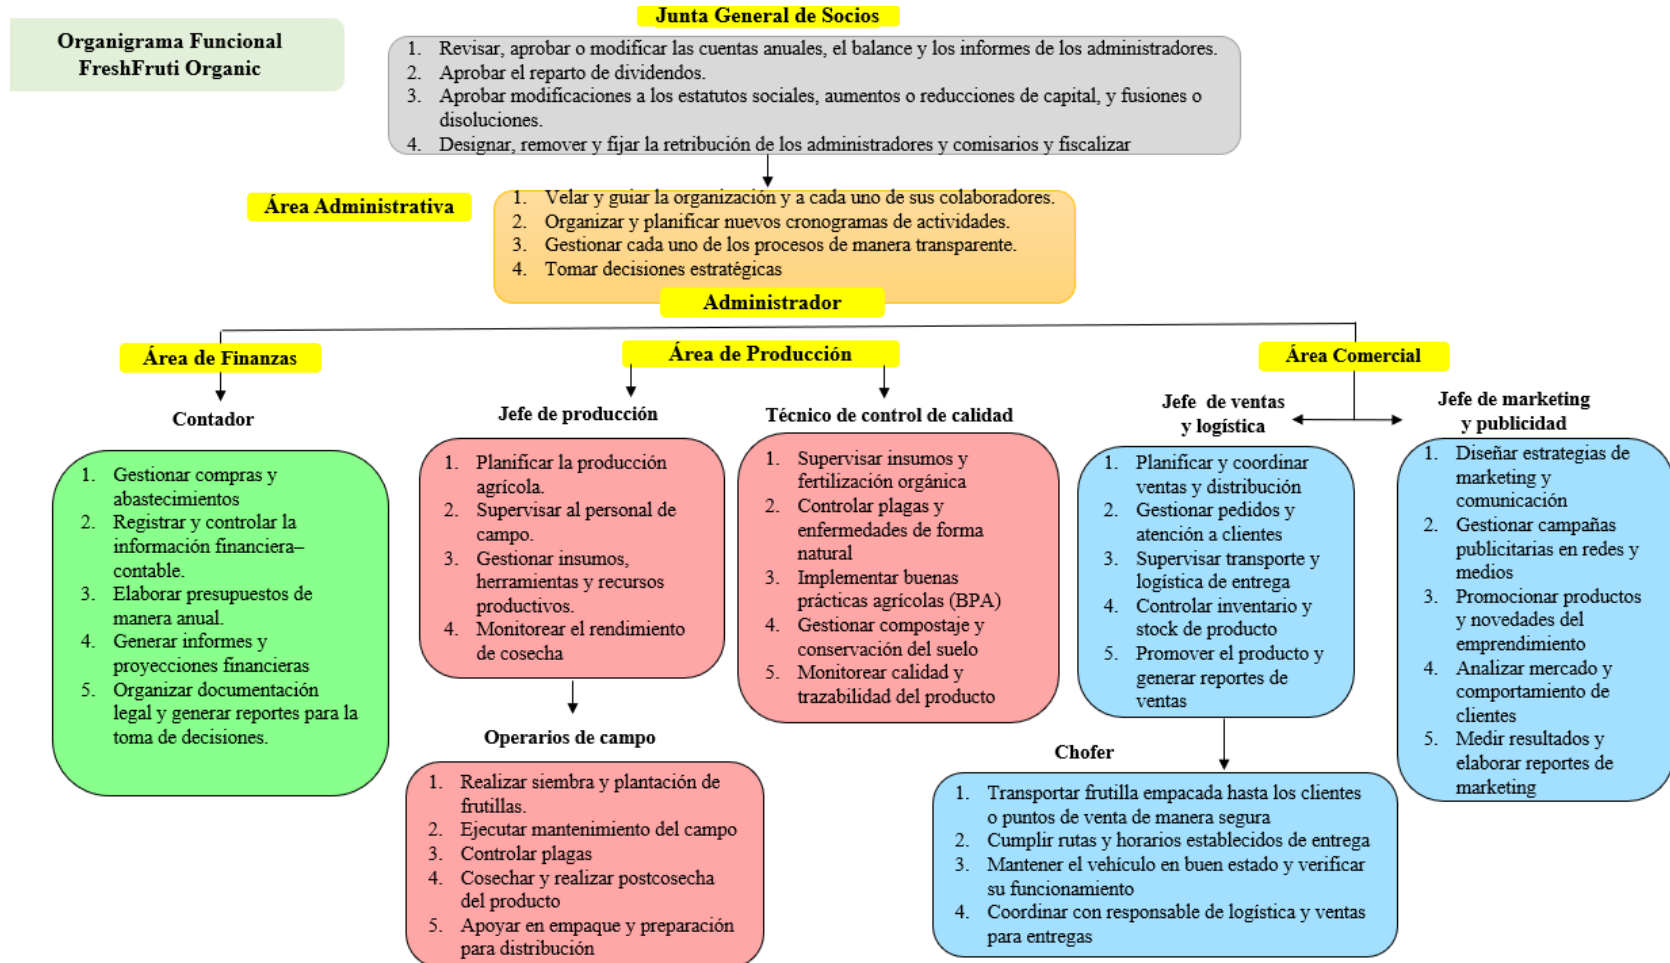 Organigrama Funcional
FreshFruti Organic
Junta General de Socios
1. Revisar, aprobar o modificar las cuentas anuales, el balance y los informes de los administradores.
2. Aprobar el reparto de dividendos.
3. Aprobar modificaciones a los estatutos sociales, aumentos o reducciones de capital, y fusiones o
disoluciones.
4. Designar, remover y fijar la retribución de los administradores y comisarios y fiscalizar
Área Administrativa
1. Velar y guiar la organización y a cada uno de sus colaboradores.
2. Organizar y planificar nuevos cronogramas de actividades.
3. Gestionar cada uno de los procesos de manera transparente.
4. Tomar decisiones estratégicas
Administrador
Área de Finanzas
Contador
1. Gestionar compras y
abastecimientos
2. Registrar y controlar la
información financiera–
contable.
3. Elaborar presupuestos de
manera anual.
4. Generar informes y
proyecciones financieras
5. Organizar documentación
legal y generar reportes para la
toma de decisiones.
Área de Producción
Jefe de producción
1. Planificar la producción
agrícola.
2. Supervisar al personal de
campo.
3. Gestionar insumos,
herramientas y recursos
productivos.
4. Monitorear el rendimiento
de cosecha
Operarios de campo
1. Realizar siembra y plantación de
frutillas.
2. Ejecutar mantenimiento del campo
3. Controlar plagas
4. Cosechar y realizar postcosecha
del producto
5. Apoyar en empaque y preparación
para distribución
Técnico de control de calidad
1. Supervisar insumos y
fertilización orgánica
2. Controlar plagas y
enfermedades de forma
natural
3. Implementar buenas
prácticas agrícolas (BPA)
4. Gestionar compostaje y
conservación del suelo
5. Monitorear calidad y
trazabilidad del producto
Área Comercial
Jefe de ventas
y logística
1. Planificar y coordinar
ventas y distribución
2. Gestionar pedidos y
atención a clientes
3. Supervisar transporte y
logística de entrega
4. Controlar inventario y
stock de producto
5. Promover el producto y
generar reportes de
ventas
Chofer
1. Transportar frutilla empacada hasta los clientes
o puntos de venta de manera segura
2. Cumplir rutas y horarios establecidos de entrega
3. Mantener el vehículo en buen estado y verificar
su funcionamiento
4. Coordinar con responsable de logística y ventas
para entregas
Jefe de marketing
y publicidad
1. Diseñar estrategias de
marketing y
comunicación
2. Gestionar campañas
publicitarias en redes y
medios
3. Promocionar productos
y novedades del
emprendimiento
4. Analizar mercado y
comportamiento de
clientes
5. Medir resultados y
elaborar reportes de
marketing